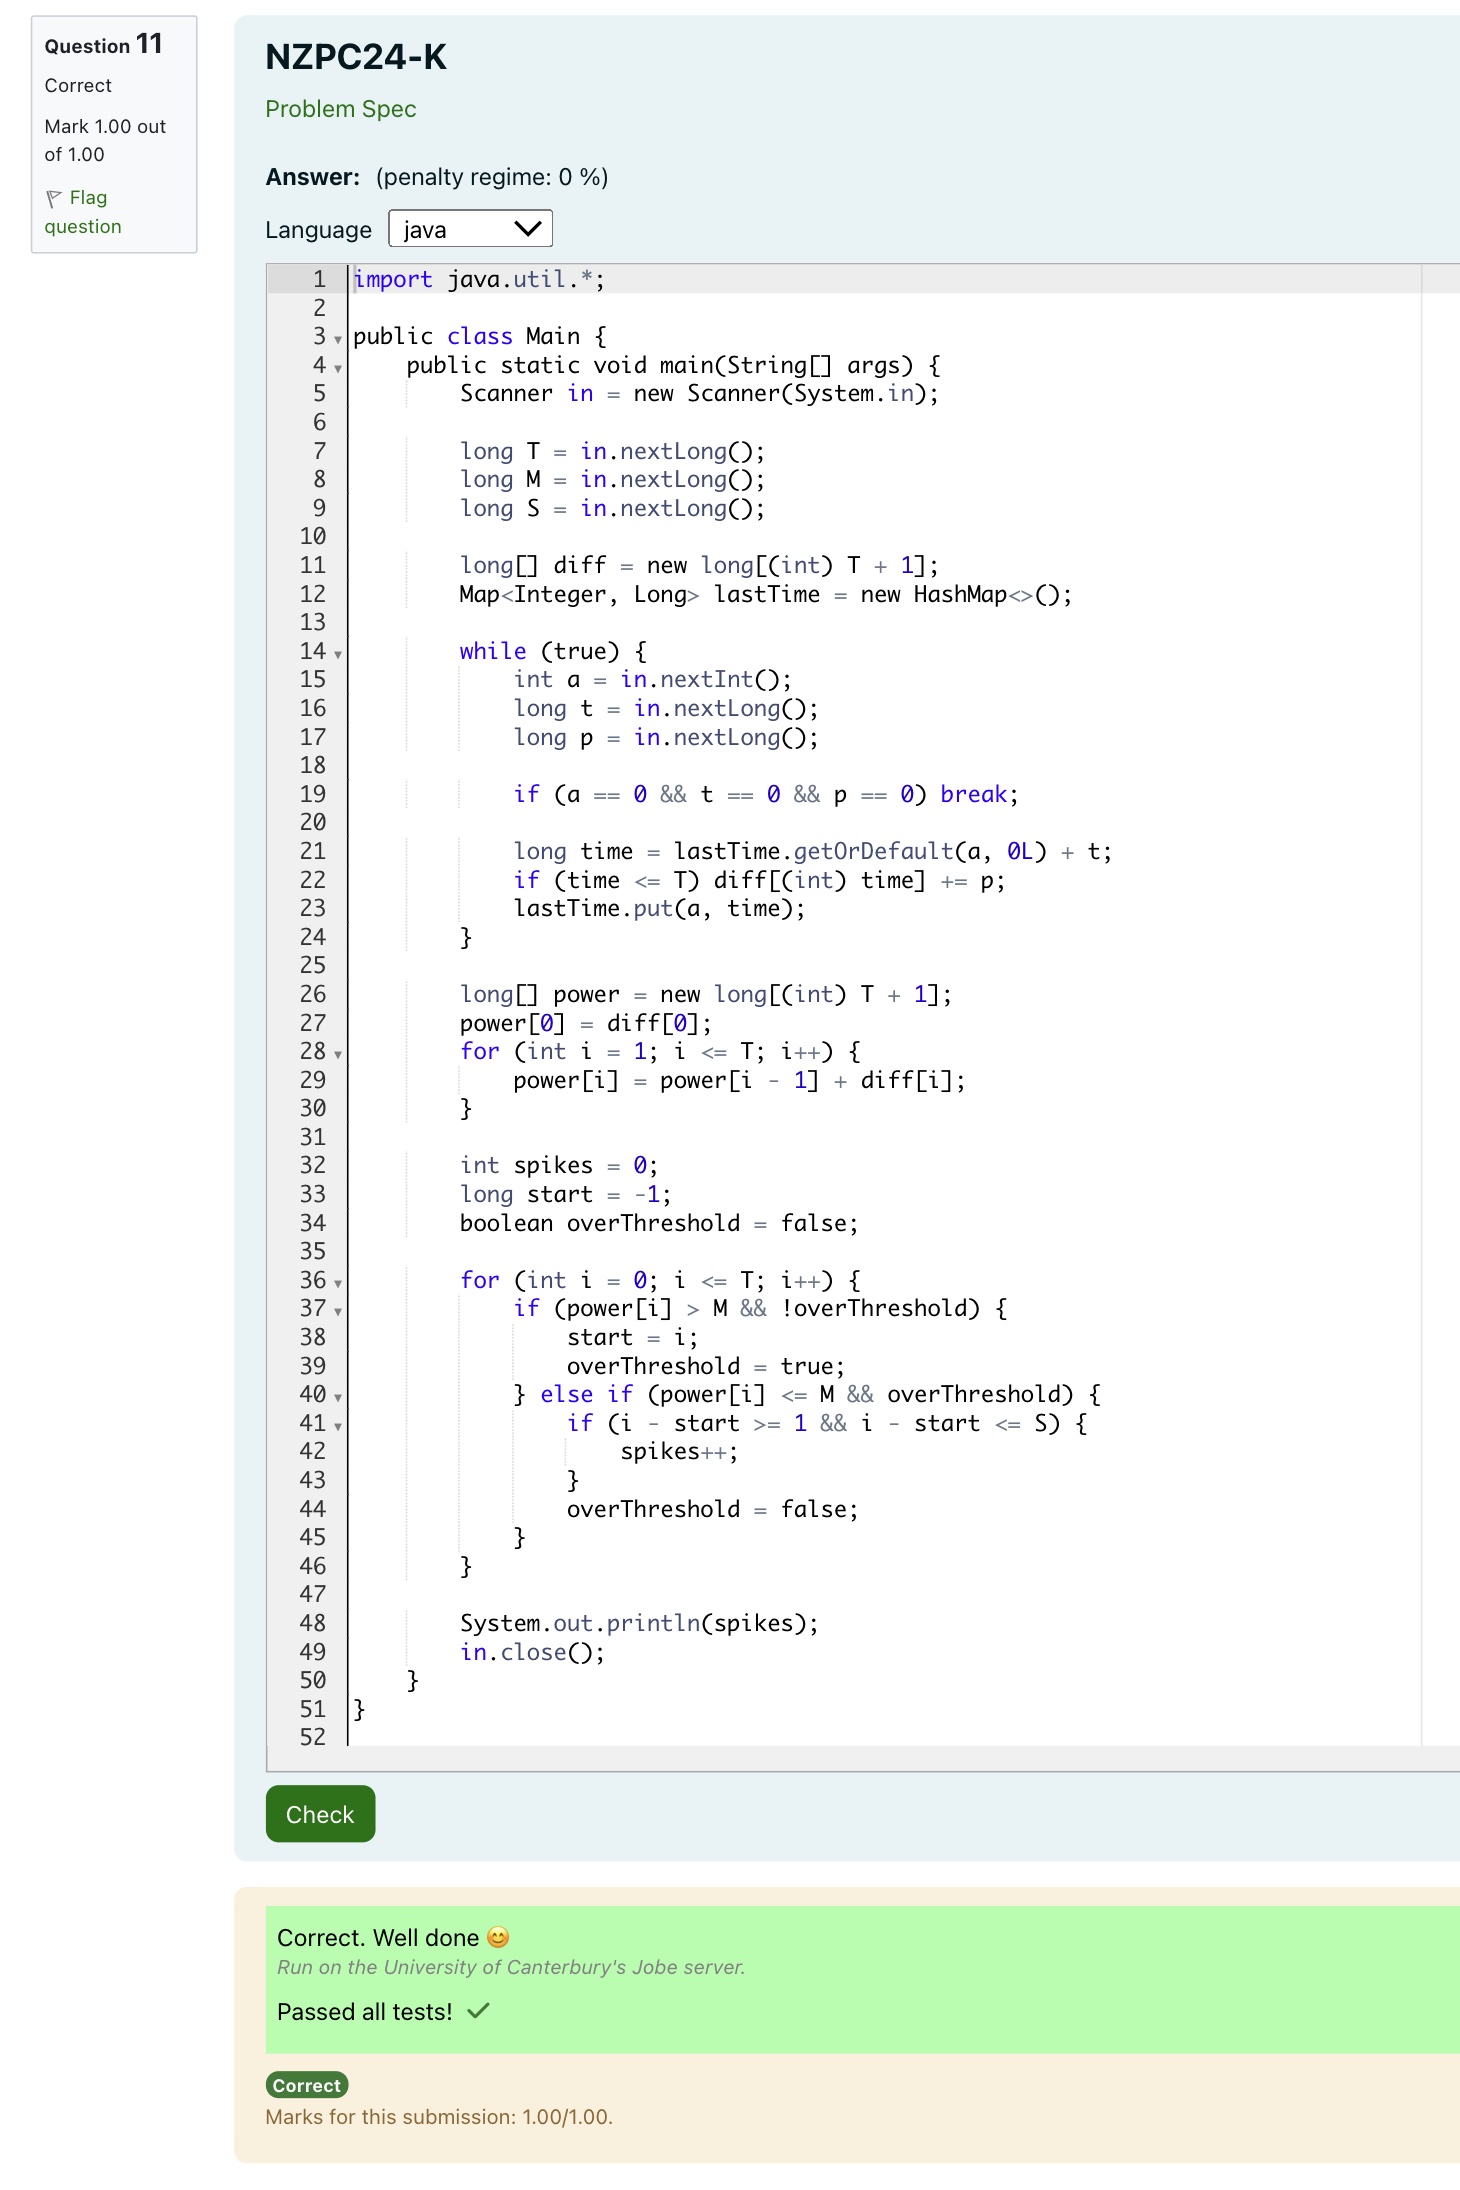 Question 11
Correct
Mark 1.00 out
of 1.00
Flag
question
NZPC24-K
Problem Spec
Answer: (penalty regime: 0 %)
Language java
1 import java.util.*;
2
3 public class Main {
4     public static void main(String[] args) {
5         Scanner in = new Scanner(System.in);
6
7         long T = in.nextLong();
8         long M = in.nextLong();
9         long S = in.nextLong();
10
11         long[] diff = new long[(int) T + 1];
12         Map<Integer, Long> lastTime = new HashMap<>();
13
14         while (true) {
15             int a = in.nextInt();
16             long t = in.nextLong();
17             long p = in.nextLong();
18
19             if (a == 0 && t == 0 && p == 0) break;
20
21             long time = lastTime.getOrDefault(a, 0L) + t;
22             if (time <= T) diff[(int) time] += p;
23             lastTime.put(a, time);
24         }
25
26         long[] power = new long[(int) T + 1];
27         power[0] = diff[0];
28         for (int i = 1; i <= T; i++) {
29             power[i] = power[i - 1] + diff[i];
30         }
31
32         int spikes = 0;
33         long start = -1;
34         boolean overThreshold = false;
35
36         for (int i = 0; i <= T; i++) {
37             if (power[i] > M && !overThreshold) {
38                 start = i;
39                 overThreshold = true;
40             } else if (power[i] <= M && overThreshold) {
41                 if (i - start >= 1 && i - start <= S) {
42                     spikes++;
43                 }
44                 overThreshold = false;
45             }
46         }
47
48         System.out.println(spikes);
49         in.close();
50     }
51 }
52
Check
Correct. Well done 😊
Run on the University of Canterbury's Jobe server.
Passed all tests! ✓
Correct
Marks for this submission: 1.00/1.00.